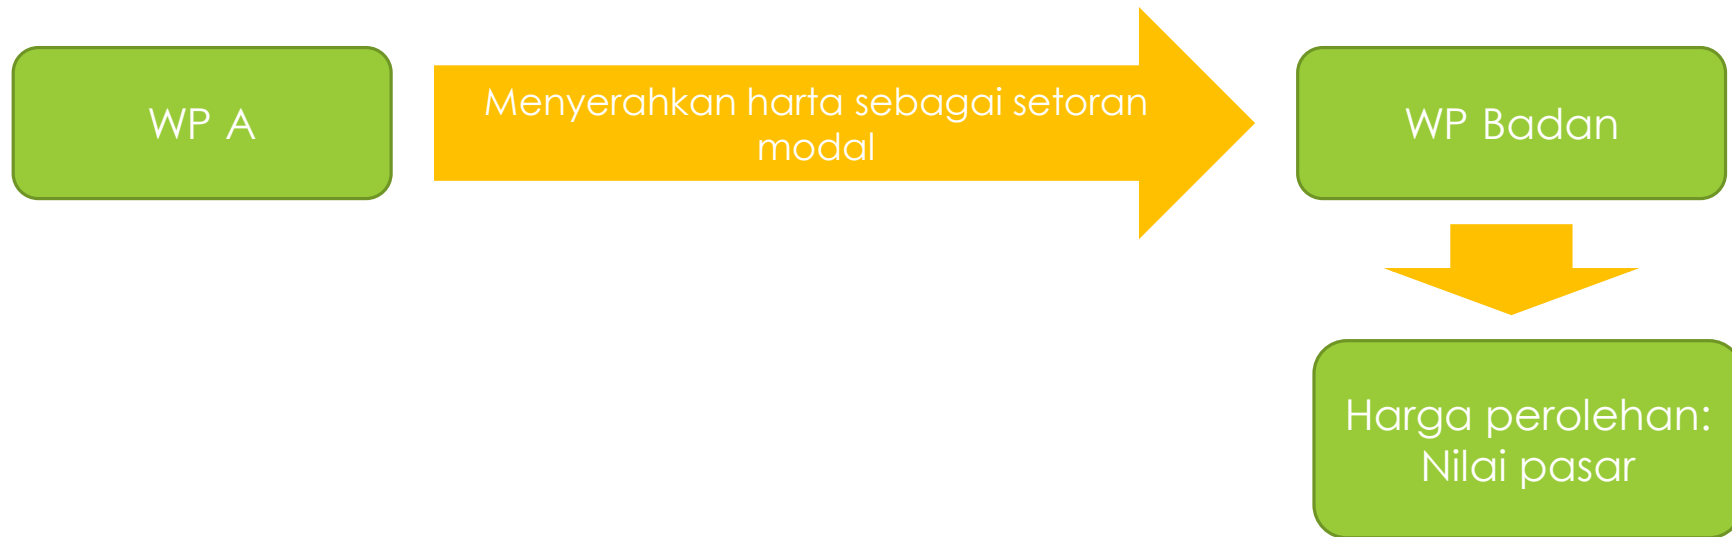 WP A
Menyerahkan harta sebagai setoran
modal
WP Badan
Harga perolehan:
Nilai pasar